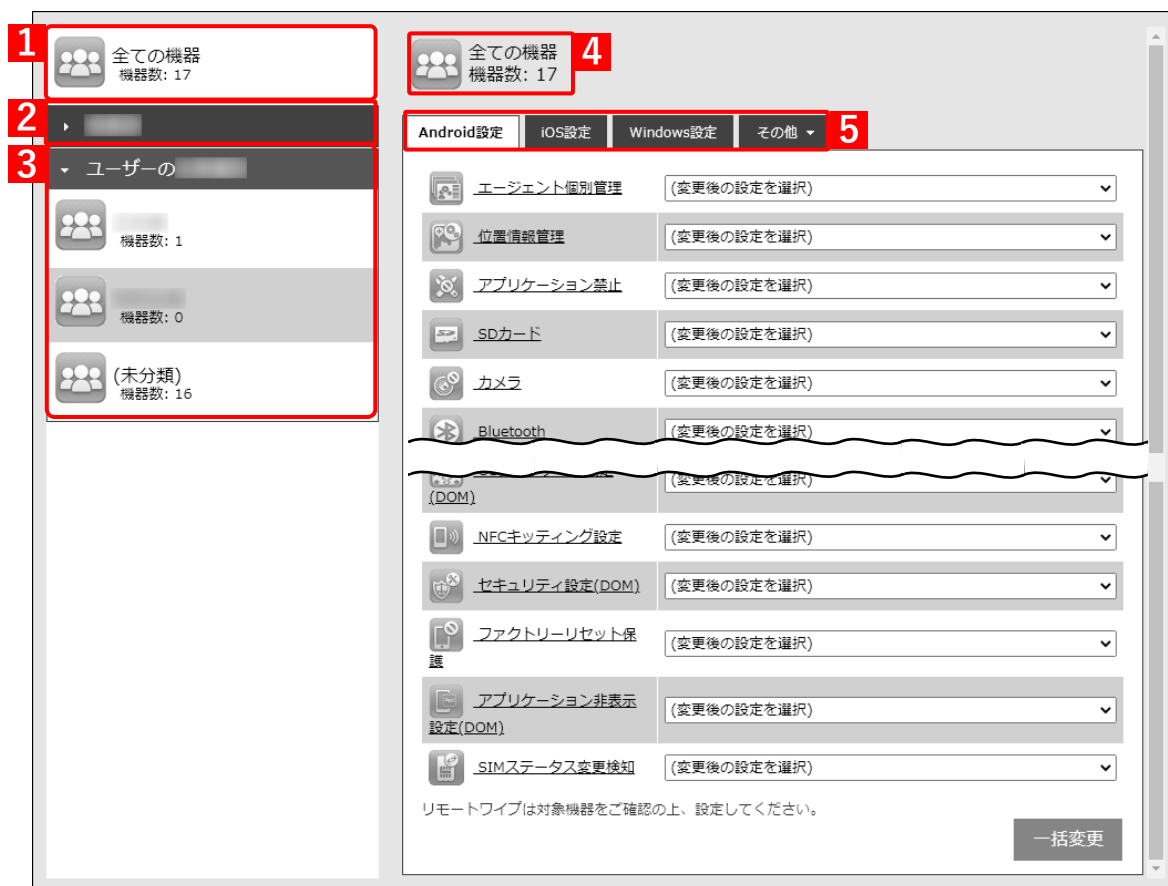 1
全ての機器
機器数: 17
2
3
ユーザーの
機器数: 1
機器数: 0
(未分類)
機器数: 16
全ての機器
機器数: 17
4
Android設定 iOS設定 Windows設定 その他
5
エージェント個別管理 (変更後の設定を選択)
位置情報管理 (変更後の設定を選択)
アプリケーション禁止 (変更後の設定を選択)
SDカード (変更後の設定を選択)
カメラ (変更後の設定を選択)
Bluetooth (変更後の設定を選択)
(変更後の設定を選択)
(DOM)
NFCキッティング設定 (変更後の設定を選択)
セキュリティ設定(DOM) (変更後の設定を選択)
ファクトリーリセット保
護
(変更後の設定を選択)
アプリケーション非表示
設定(DOM)
(変更後の設定を選択)
SIMステータス変更検知 (変更後の設定を選択)
リモートワイプは対象機器をご確認の上、設定してください。
一括変更